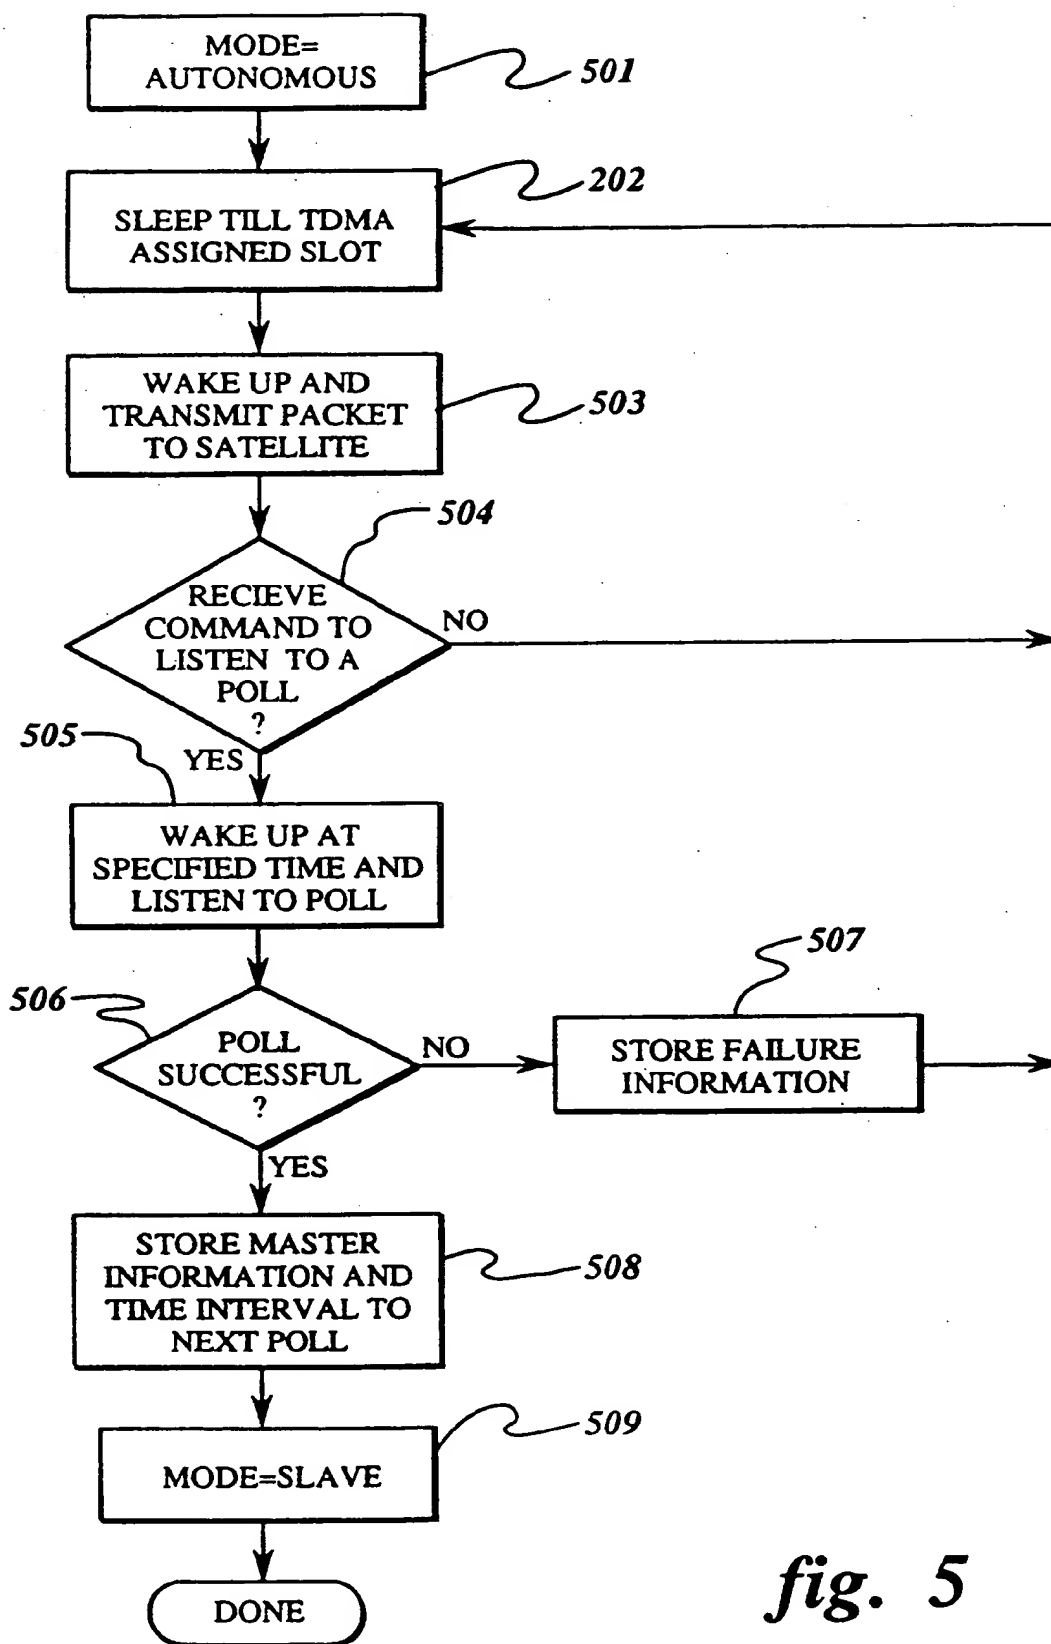 MODE=
AUTONOMOUS
501
202
SLEEP TILL TDMA
ASSIGNED SLOT
WAKE UP AND
TRANSMIT PACKET
TO SATELLITE
503
504
RECIEVE
COMMAND TO
LISTEN TO A
POLL
?
NO
505
YES
WAKE UP AT
SPECIFIED TIME AND
LISTEN TO POLL
507
506
POLL
SUCCESSFUL
?
NO
STORE FAILURE
INFORMATION
YES
STORE MASTER
INFORMATION AND
TIME INTERVAL TO
NEXT POLL
508
509
MODE=SLAVE
DONE
fig. 5